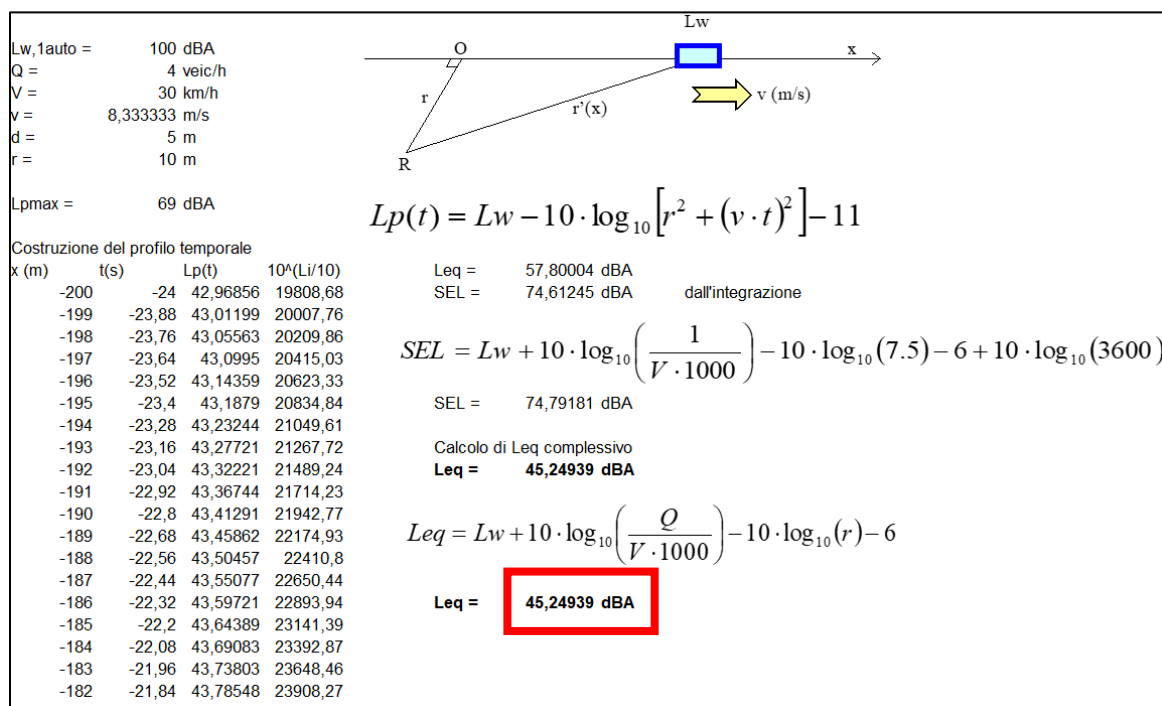 Lw
Lw,1auto = 100 dBA
Q = 4 veic/h
V = 30 km/h
v = 8,333333 m/s
d = 5 m
r = 10 m
O
x
r
r'(x)
v (m/s)
R
Lpmax = 69 dBA
Lp(t) = Lw − 10 · log₁₀[r² + (v · t)²] − 11
Costruzione del profilo temporale
x (m) t(s) Lp(t) 10^(Li/10)
-200 -24 42,96856 19808,68
-199 -23,88 43,01199 20007,76
-198 -23,76 43,05563 20209,86
-197 -23,64 43,0995 20415,03
-196 -23,52 43,14359 20623,33
-195 -23,4 43,1879 20834,84
-194 -23,28 43,23244 21049,61
-193 -23,16 43,27721 21267,72
-192 -23,04 43,32221 21489,24
-191 -22,92 43,36744 21714,23
-190 -22,8 43,41291 21942,77
-189 -22,68 43,45862 22174,93
-188 -22,56 43,50457 22410,8
-187 -22,44 43,55077 22650,44
-186 -22,32 43,59721 22893,94
-185 -22,2 43,64389 23141,39
-184 -22,08 43,69083 23392,87
-183 -21,96 43,73803 23648,46
-182 -21,84 43,78548 23908,27
Leq = 57,80004 dBA
SEL = 74,61245 dBA dall'integrazione
SEL = Lw + 10 · log₁₀(1 / (V · 1000)) − 10 · log₁₀(7.5) − 6 + 10 · log₁₀(3600)
SEL = 74,79181 dBA
Calcolo di Leq complessivo
Leq = 45,24939 dBA
Leq = Lw + 10 · log₁₀(Q / (V · 1000)) − 10 · log₁₀(r) − 6
Leq = 45,24939 dBA